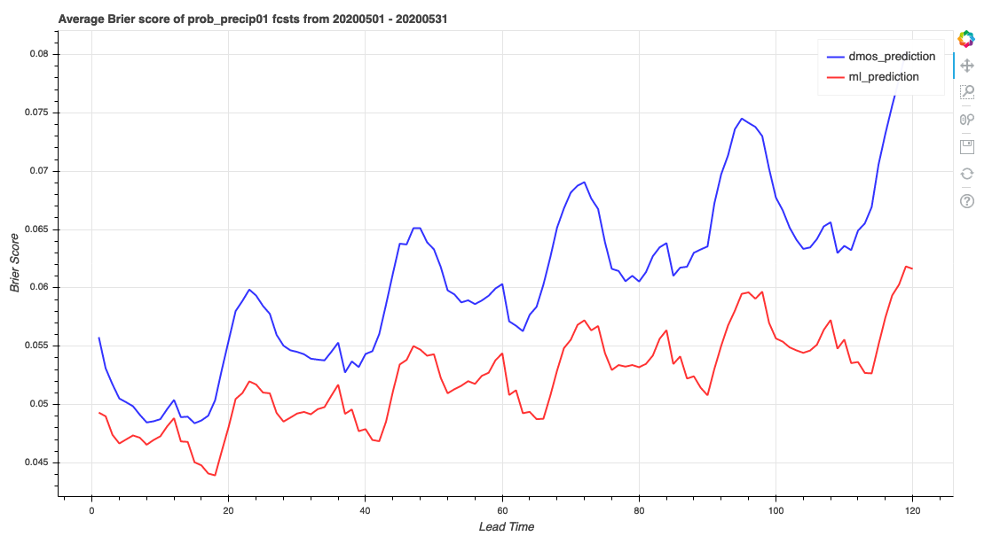 Average Brier score of prob_precip01 fcsts from 20200501 - 20200531
dmos_prediction
ml_prediction
0.08
0.075
0.07
0.065
0.06
0.055
0.05
0.045
Brier Score
0 20 40 60 80 100 120
Lead Time